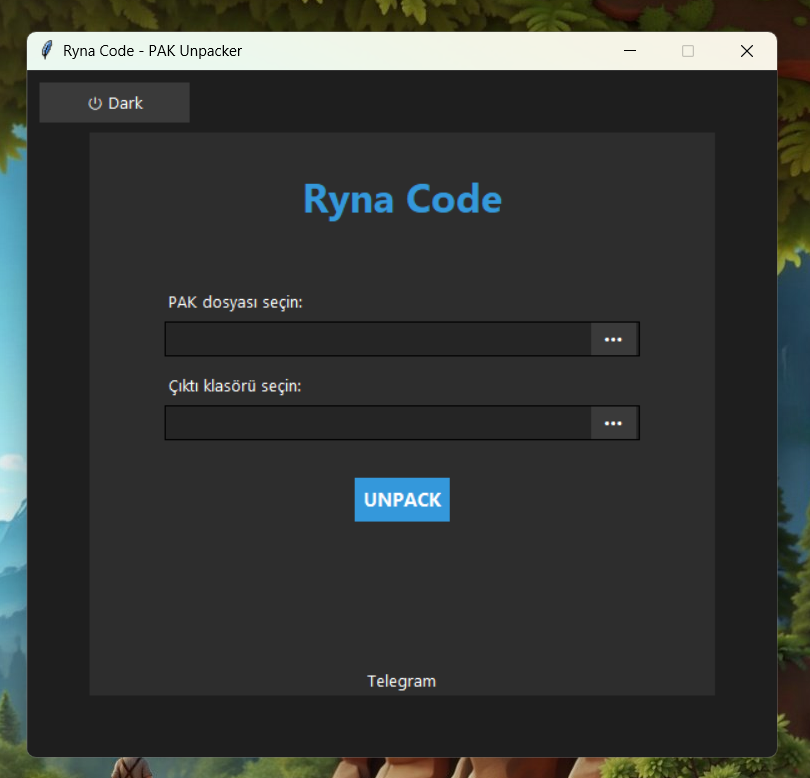 Ryna Code - PAK Unpacker
Dark
Ryna Code
PAK dosyası seçin:
...
Çıktı klasörü seçin:
...
UNPACK
Telegram